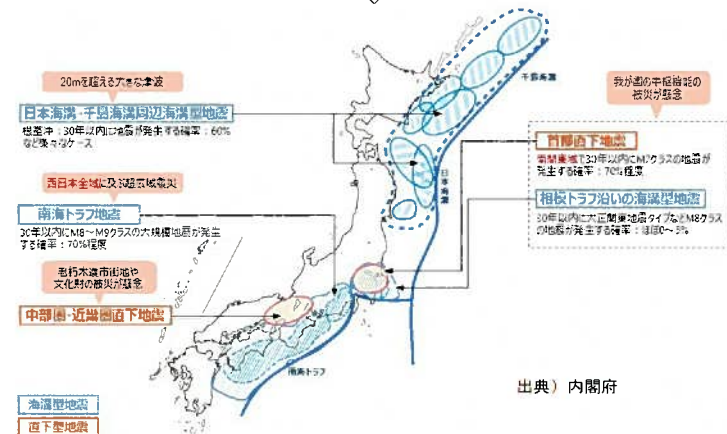 20mを超える大きな津波
日本海溝・千島海溝周辺海溝型地震
根室沖：30年以内に地震が発生する確率：60%
など様々なケース
西日本全域に及ぶ超広域震災
南海トラフ地震
30年以内にM8～M9クラスの大規模地震が発生
する確率：70%程度
老朽木造市街地や
文化財の被災が懸念
中部圏・近畿圏直下地震
海溝型地震
直下型地震
千島海溝
日本海溝
南海トラフ
我が国の中枢機能の
被災が懸念
首都直下地震
南関東域で30年以内にM7クラスの地震が
発生する確率：70%程度
相模トラフ沿いの海溝型地震
30年以内に大正関東地震タイプなどM8クラス
の地震が発生する確率：ほぼ0～5%
出典）内閣府